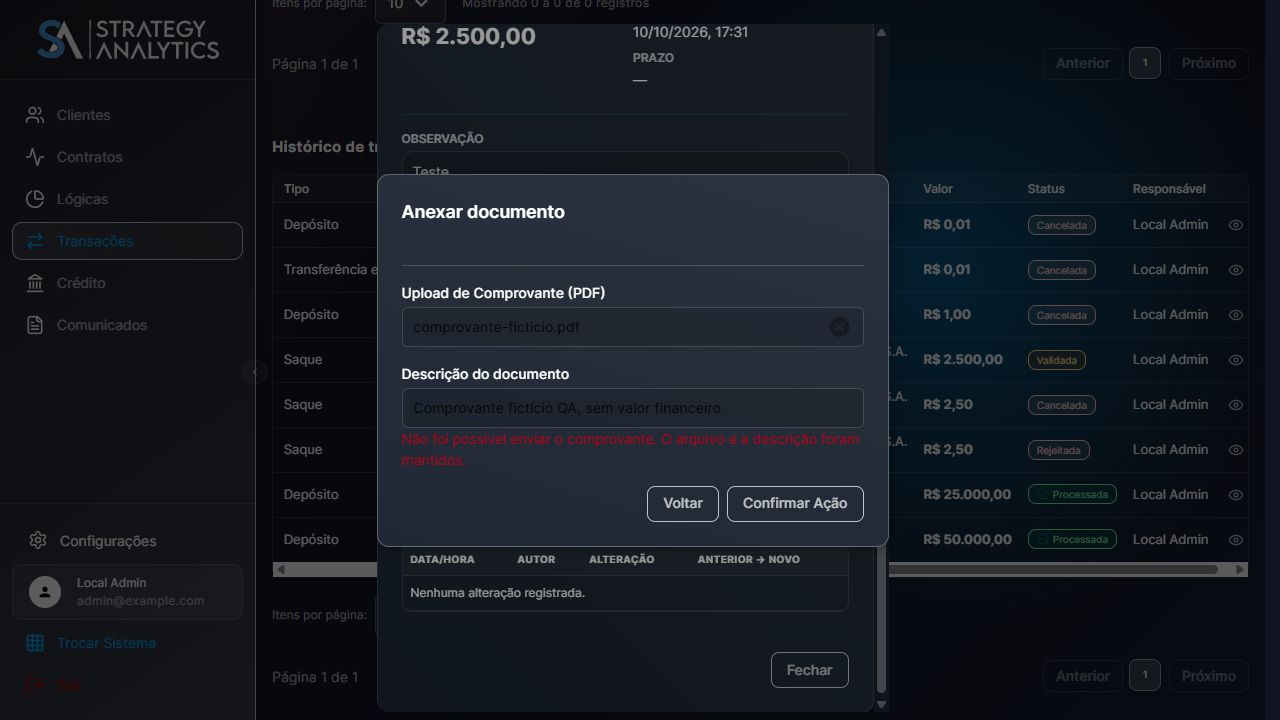 STRATEGY
ANALYTICS
Clientes
Contratos
Lógicas
Transações
Crédito
Comunicados
Configurações
Local Admin
admin@example.com
Trocar Sistema
Itens por página: 10 Mostrando 0 a 0 de 0 registros
Página 1 de 1 Anterior 1 Próximo
R$ 2.500,00
10/10/2026, 17:31
PRAZO
—
OBSERVAÇÃO
Teste
Histórico de
Tipo Valor Status Responsável
Depósito R$ 0,01 Cancelada Local Admin
Transferência R$ 0,01 Cancelada Local Admin
Depósito R$ 1,00 Cancelada Local Admin
Saque S.A. R$ 2.500,00 Validada Local Admin
Saque S.A. R$ 2,50 Cancelada Local Admin
Saque S.A. R$ 2,50 Rejeitada Local Admin
Depósito R$ 25.000,00 Processada Local Admin
Depósito R$ 50.000,00 Processada Local Admin
Anexar documento
Upload de Comprovante (PDF)
comprovante-ficticio.pdf
Descrição do documento
Comprovante fictício QA, sem valor financeiro
Não foi possível enviar o comprovante. O arquivo e a descrição foram
mantidos.
Voltar Confirmar Ação
DATA/HORA AUTOR ALTERAÇÃO ANTERIOR → NOVO
Nenhuma alteração registrada.
Fechar
Itens por página:
Página 1 de 1 Anterior 1 Próximo